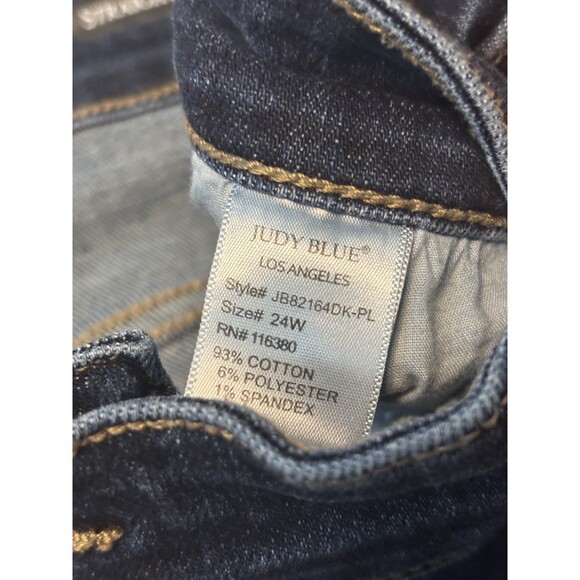 JUDY BLUE®
LOS ANGELES
Style# JB82164DK-PL
Size# 24W
RN# 116380
93% COTTON
6% POLYESTER
1% SPANDEX